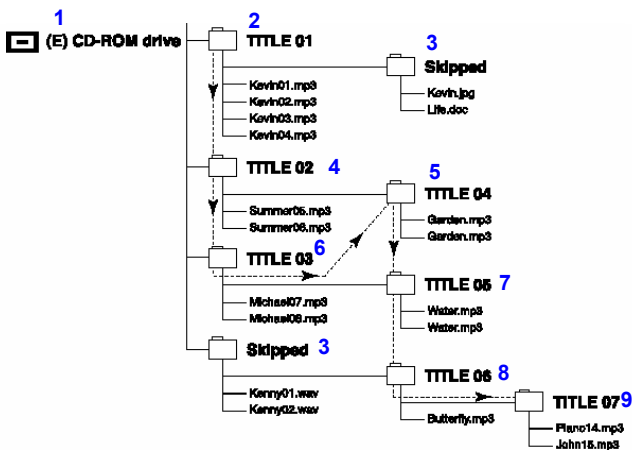 1
(E) CD-ROM drive
2
TITLE 01
Kevin01.mp3
Kevin02.mp3
Kevin03.mp3
Kevin04.mp3
3
Skipped
Kevin.jpg
Life.doc
TITLE 02 4
Summer05.mp3
Summer06.mp3
5
TITLE 04
Garden.mp3
Garden.mp3
6
TITLE 03
Michael07.mp3
Michael08.mp3
TITLE 05 7
Water.mp3
Water.mp3
Skipped 3
Kenny01.wav
Kenny02.wav
8
TITLE 06
Butterfly.mp3
TITLE 07 9
Piano14.mp3
John15.mp3